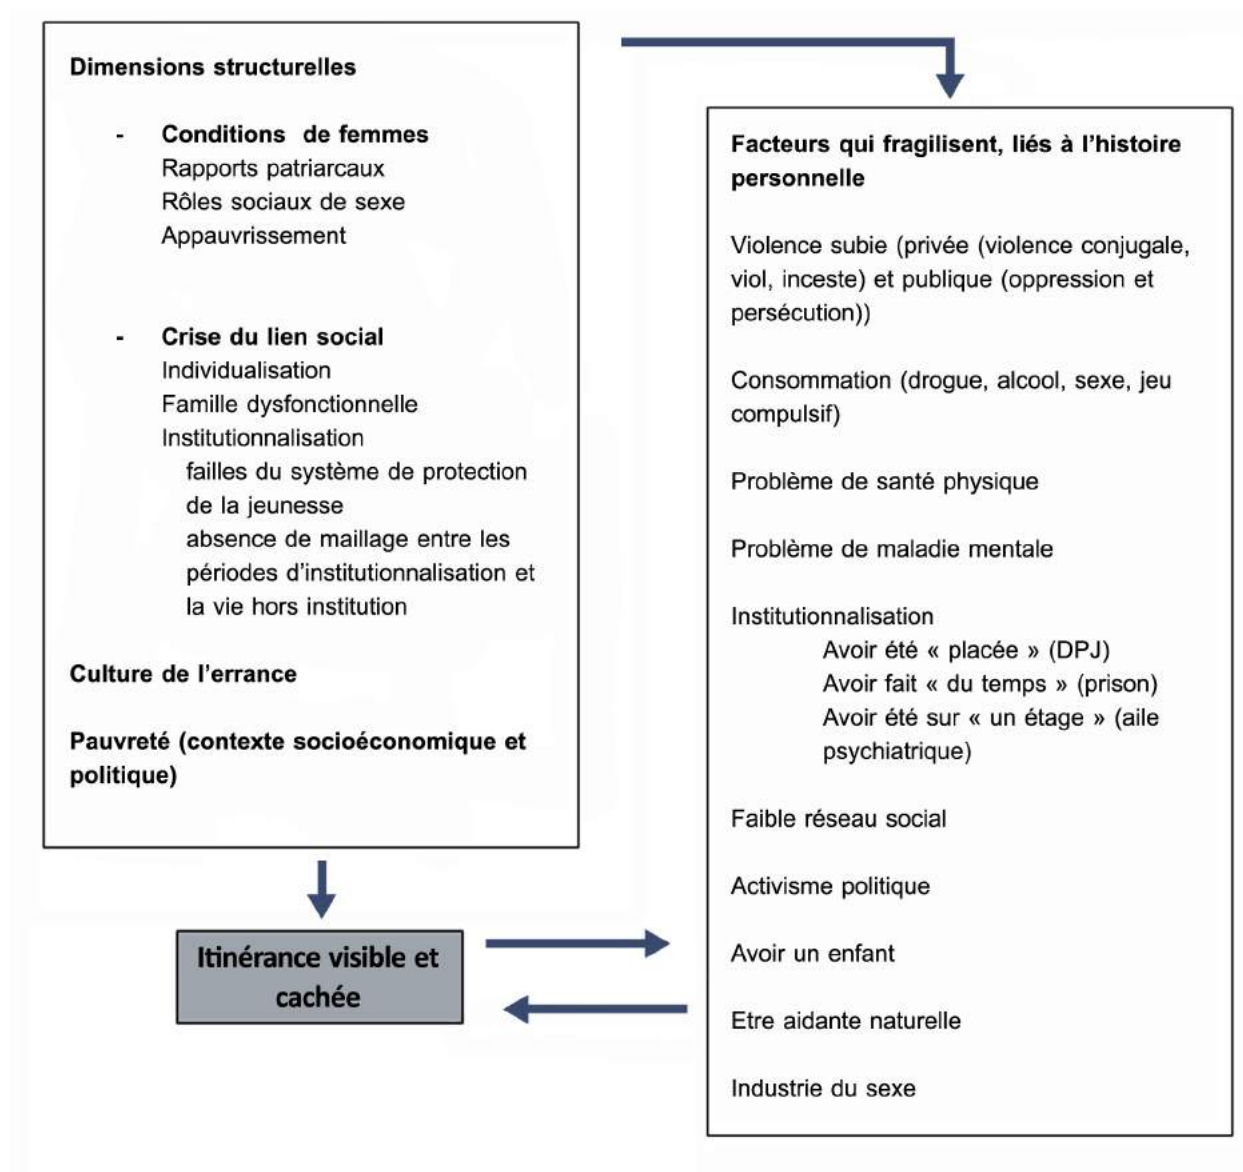 Dimensions structurelles
- Conditions de femmes
Rapports patriarcaux
Rôles sociaux de sexe
Appauvrissement
- Crise du lien social
Individualisation
Famille dysfonctionnelle
Institutionnalisation
failles du système de protection
de la jeunesse
absence de maillage entre les
périodes d'institutionnalisation et
la vie hors institution
Culture de l'errance
Pauvreté (contexte socioéconomique et
politique)
Itinérance visible et
cachée
Facteurs qui fragilisent, liés à l'histoire
personnelle
Violence subie (privée (violence conjugale,
viol, inceste) et publique (oppression et
persécution))
Consommation (drogue, alcool, sexe, jeu
compulsif)
Problème de santé physique
Problème de maladie mentale
Institutionnalisation
Avoir été « placée » (DPJ)
Avoir fait « du temps » (prison)
Avoir été sur « un étage » (aile
psychiatrique)
Faible réseau social
Activisme politique
Avoir un enfant
Etre aidante naturelle
Industrie du sexe